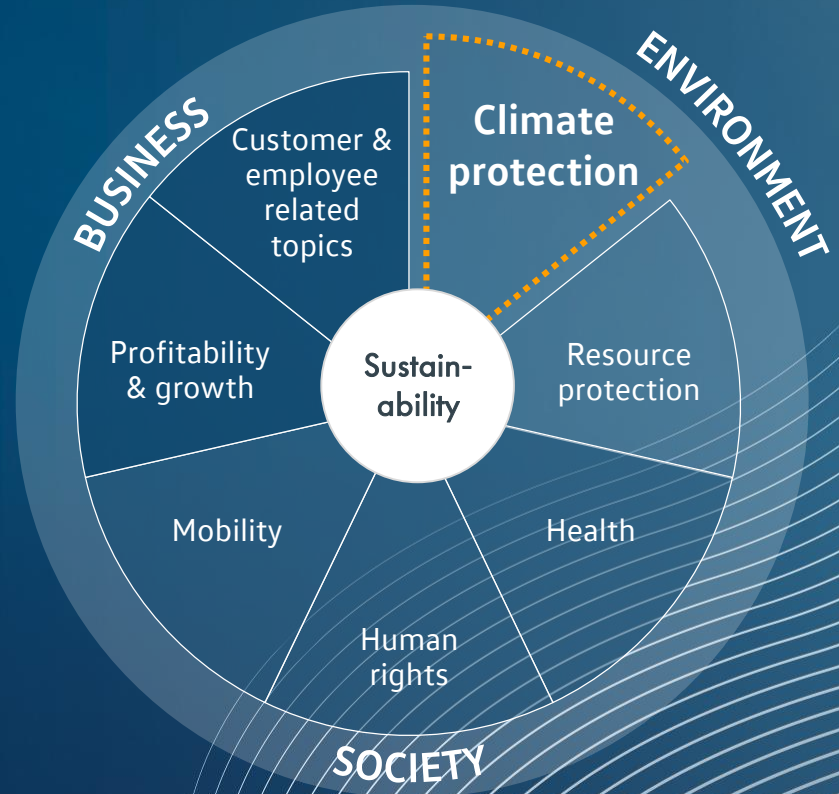 BUSINESS
ENVIRONMENT
Climate
protection
Customer &
employee
related
topics
Profitability
& growth
Sustain-
ability
Resource
protection
Mobility
Health
Human
rights
SOCIETY